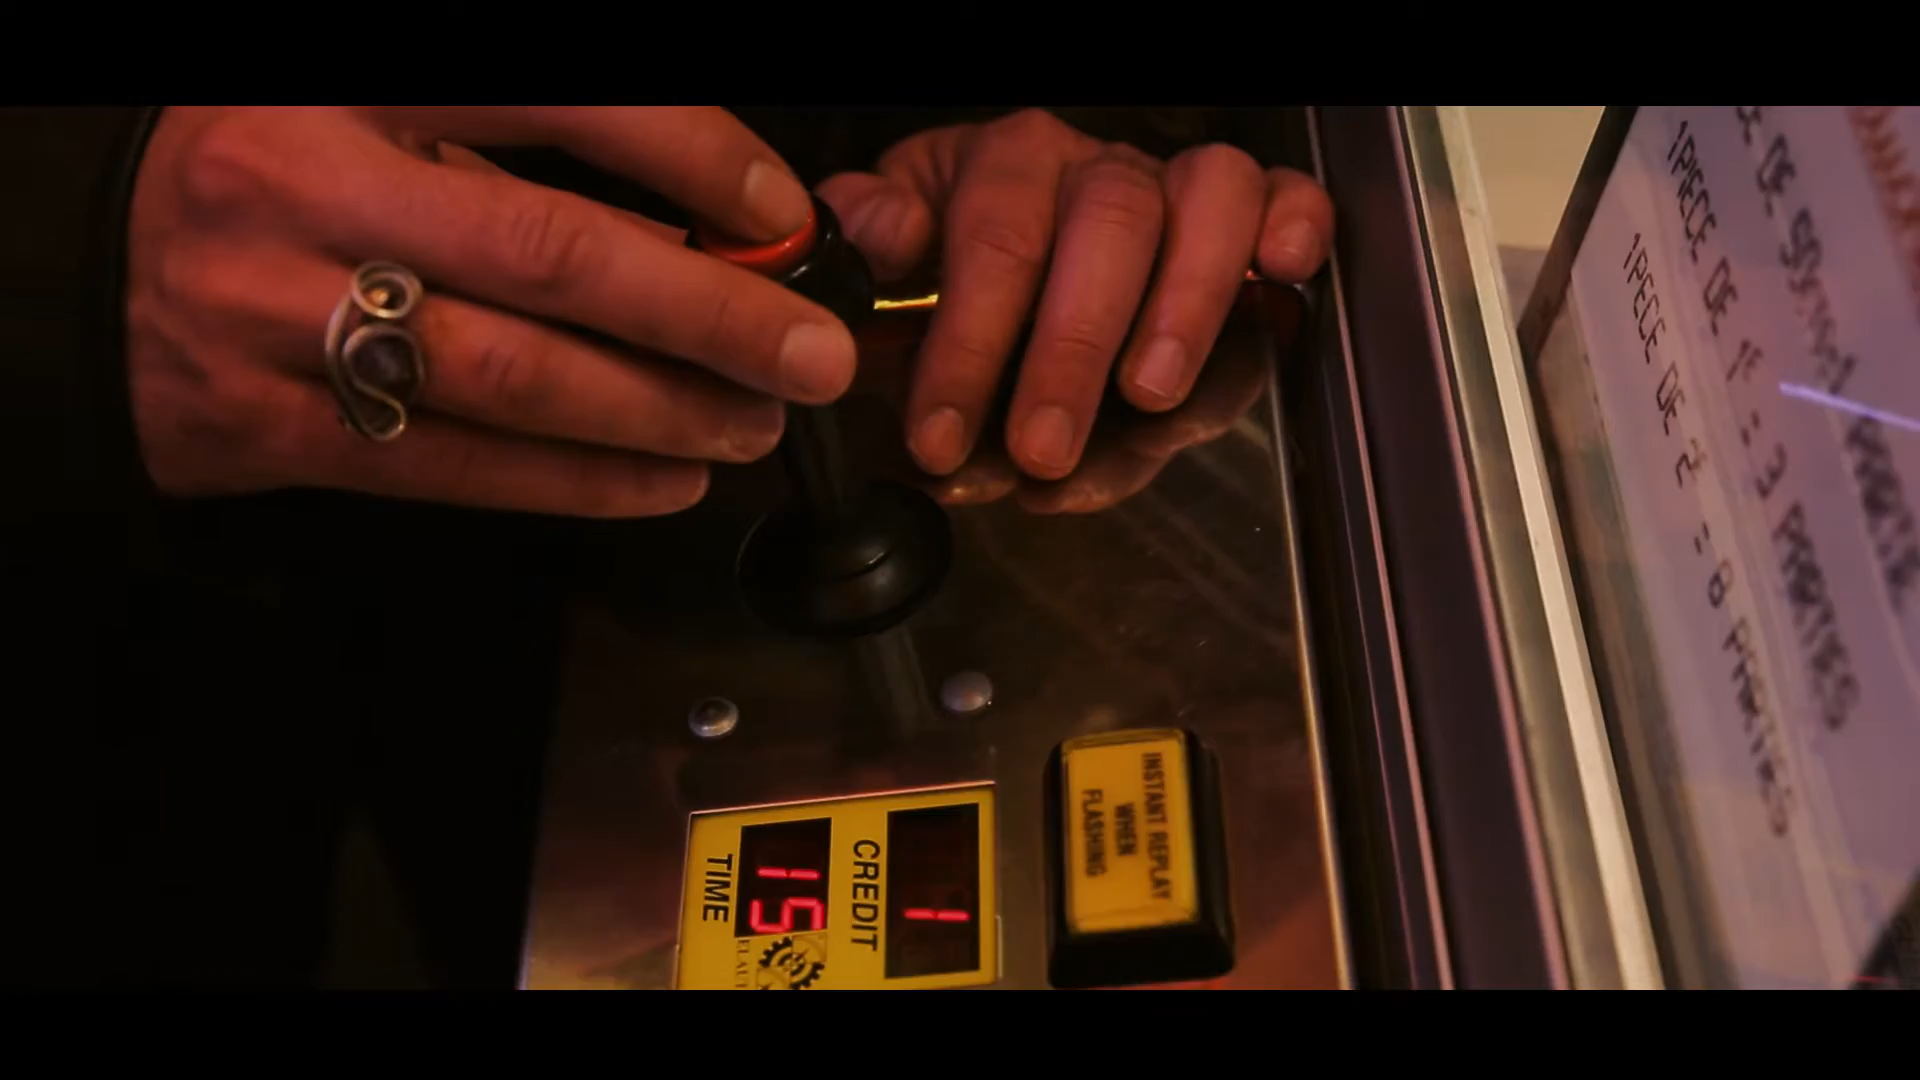 1 PIECE DE 1F : 3 PARTIES
1 PIECE DE 2F : 8 PARTIES
INSTANT REPLAY
WHEN
FLASHING
CREDIT
1
TIME
15